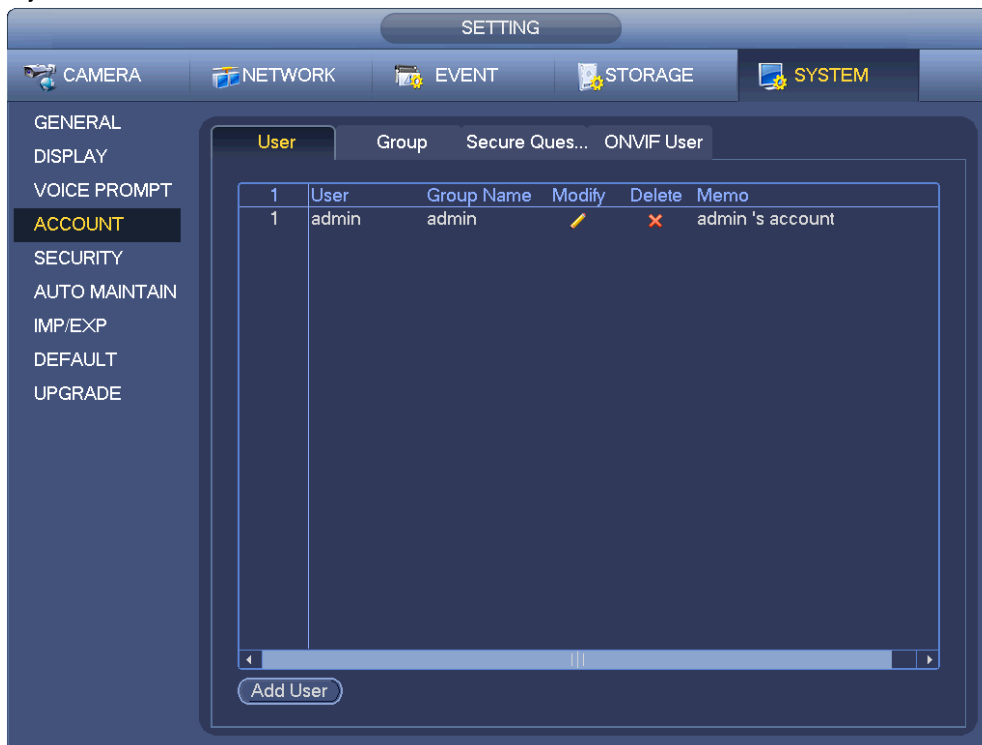 SETTING
CAMERA NETWORK EVENT STORAGE SYSTEM
GENERAL
DISPLAY
VOICE PROMPT
ACCOUNT
SECURITY
AUTO MAINTAIN
IMP/EXP
DEFAULT
UPGRADE
User Group Secure Ques... ONVIF User
1 User Group Name Modify Delete Memo
1 admin admin admin 's account
Add User